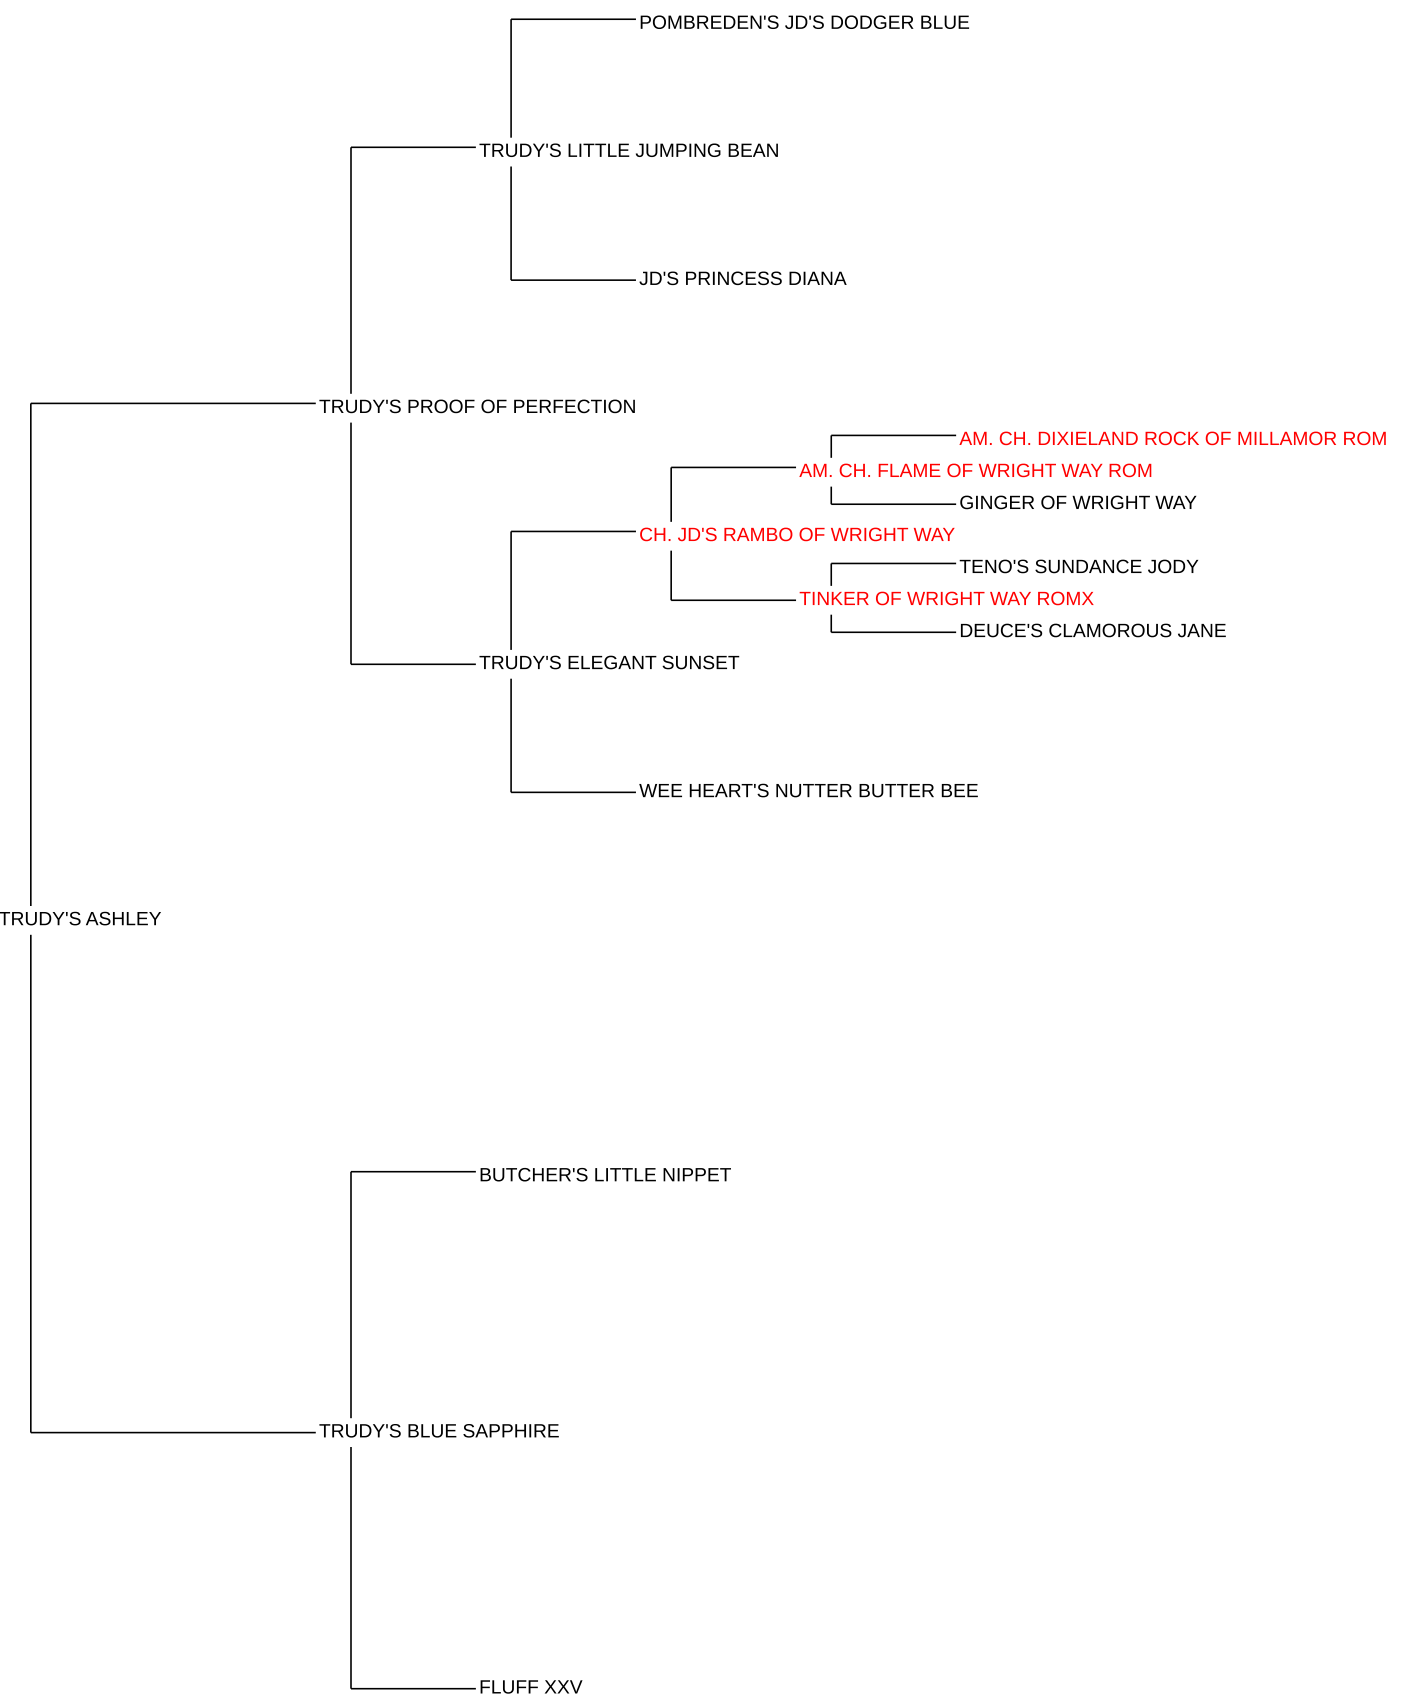 POMBREDEN'S JD'S DODGER BLUE
TRUDY'S LITTLE JUMPING BEAN
JD'S PRINCESS DIANA
TRUDY'S PROOF OF PERFECTION
AM. CH. DIXIELAND ROCK OF MILLAMOR ROM
AM. CH. FLAME OF WRIGHT WAY ROM
GINGER OF WRIGHT WAY
CH. JD'S RAMBO OF WRIGHT WAY
TENO'S SUNDANCE JODY
TINKER OF WRIGHT WAY ROMX
DEUCE'S CLAMOROUS JANE
TRUDY'S ELEGANT SUNSET
WEE HEART'S NUTTER BUTTER BEE
TRUDY'S ASHLEY
BUTCHER'S LITTLE NIPPET
TRUDY'S BLUE SAPPHIRE
FLUFF XXV